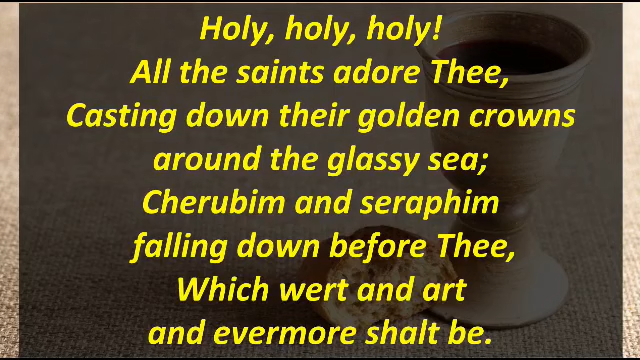 Holy, holy, holy!
All the saints adore Thee,
Casting down their golden crowns
around the glassy sea;
Cherubim and seraphim
falling down before Thee,
Which wert and art
and evermore shalt be.